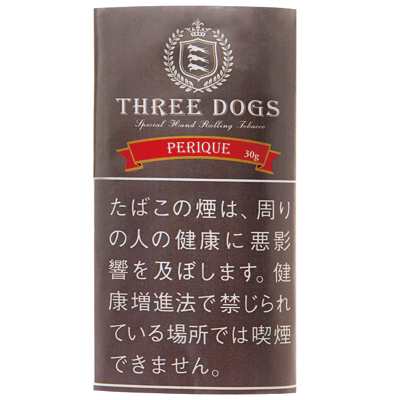 THREE DOGS
Special Hand Rolling Tobacco
PERIQUE 30g
たばこの煙は、周り
の人の健康に悪影
響を及ぼします。健
康増進法で禁じられ
ている場所では喫煙
できません。